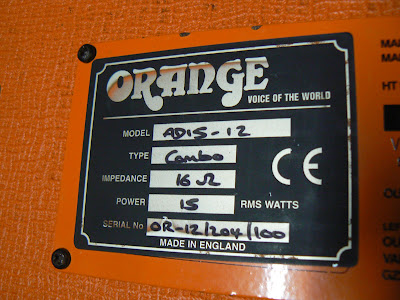 ORANGE
VOICE OF THE WORLD
MODEL AD15-12
TYPE Combo
IMPEDANCE 16 Ω
POWER 15 RMS WATTS
SERIAL No OR-12/204/100
MADE IN ENGLAND
CE
HT